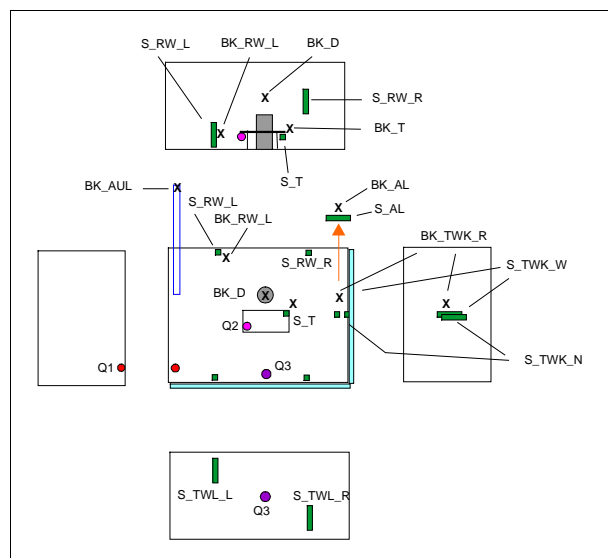 S_RW_L
BK_RW_L
BK_D
S_RW_R
BK_T
S_T
BK_AUL
BK_AL
S_AL
S_RW_L
BK_RW_L
BK_TWK_R
S_RW_R
S_TWK_W
BK_D
Q2
S_T
Q1
Q3
S_TWK_N
S_TWL_L
S_TWL_R
Q3